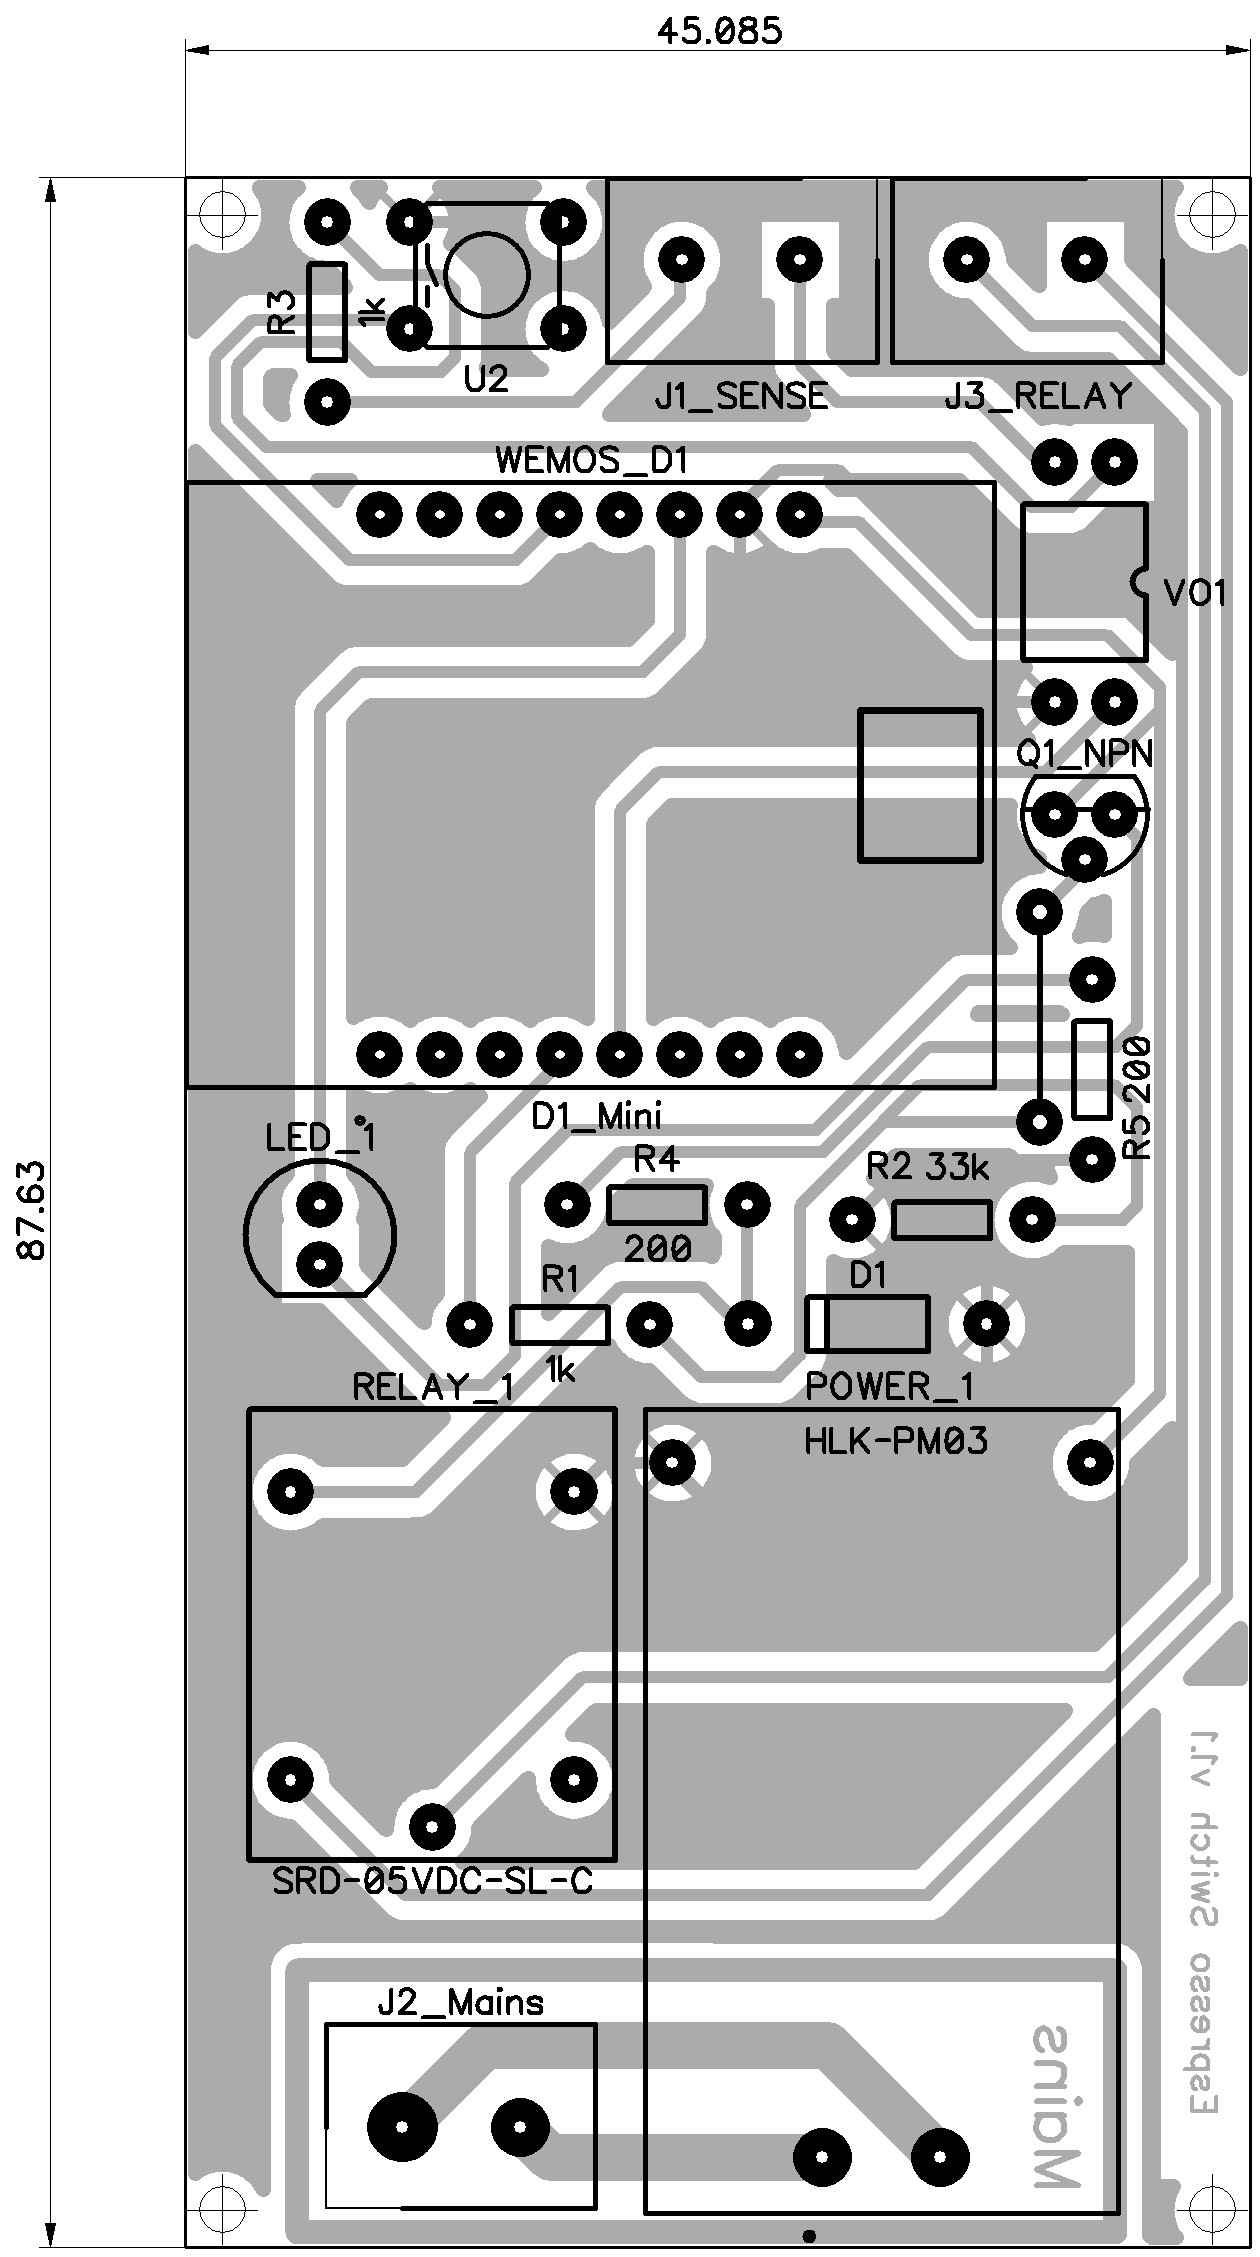 45.085
R3
1k
U2
J1_SENSE
J3_RELAY
WEMOS_D1
VO1
Q1_NPN
D1_Mini
LED_1
R4
200
R2 33k
R5 200
87.63
R1
1k
D1
RELAY_1
POWER_1
HLK-PM03
SRD-05VDC-SL-C
J2_Mains
Mains
Espresso Switch v1.1